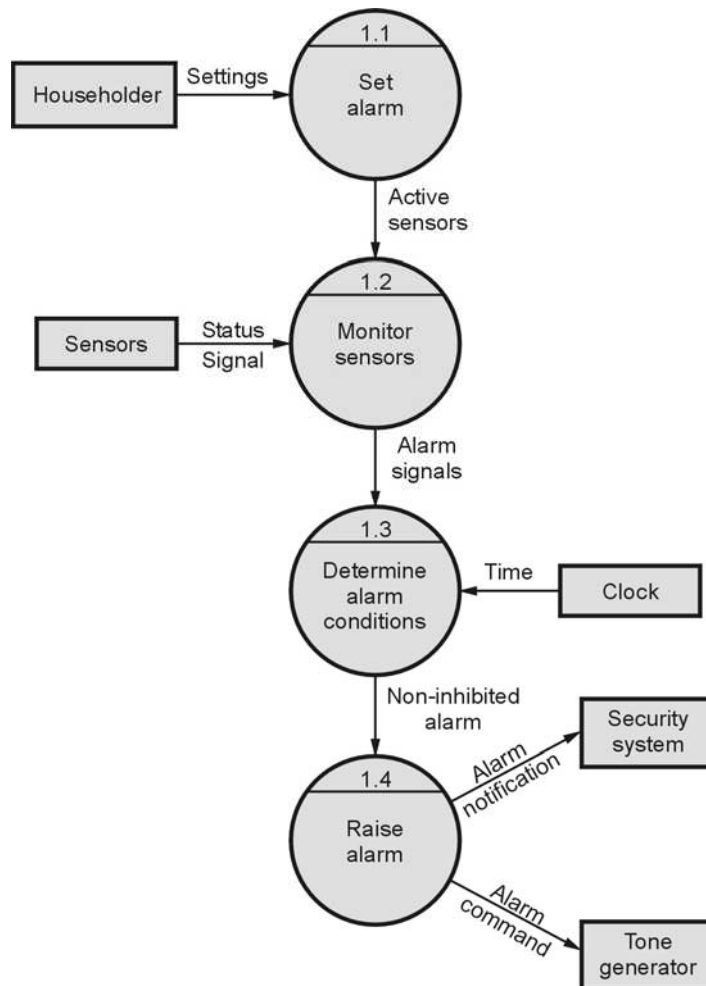 1.1
Settings
Householder
Set
alarm
Active
sensors
1.2
Status
Sensors
Signal
Monitor
sensors
Alarm
signals
1.3
Determine
alarm
conditions
Time
Clock
Non-inhibited
alarm
Security
system
Alarm
notification
1.4
Raise
alarm
Alarm
command
Tone
generator